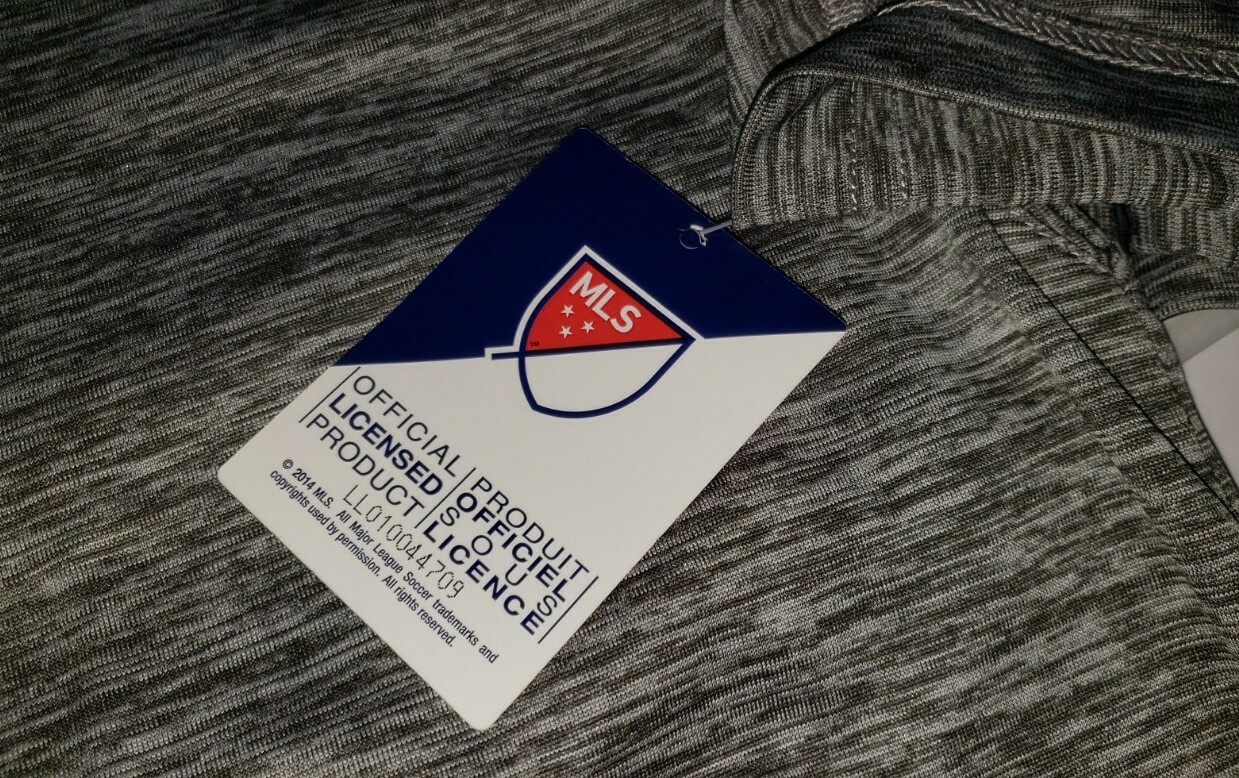 MLS
TM
OFFICIAL
LICENSED
PRODUCT
PRODUIT
OFFICIEL
SOUS
LICENCE
LL010044709
© 2014 MLS. All Major League Soccer trademarks and
copyrights used by permission. All rights reserved.